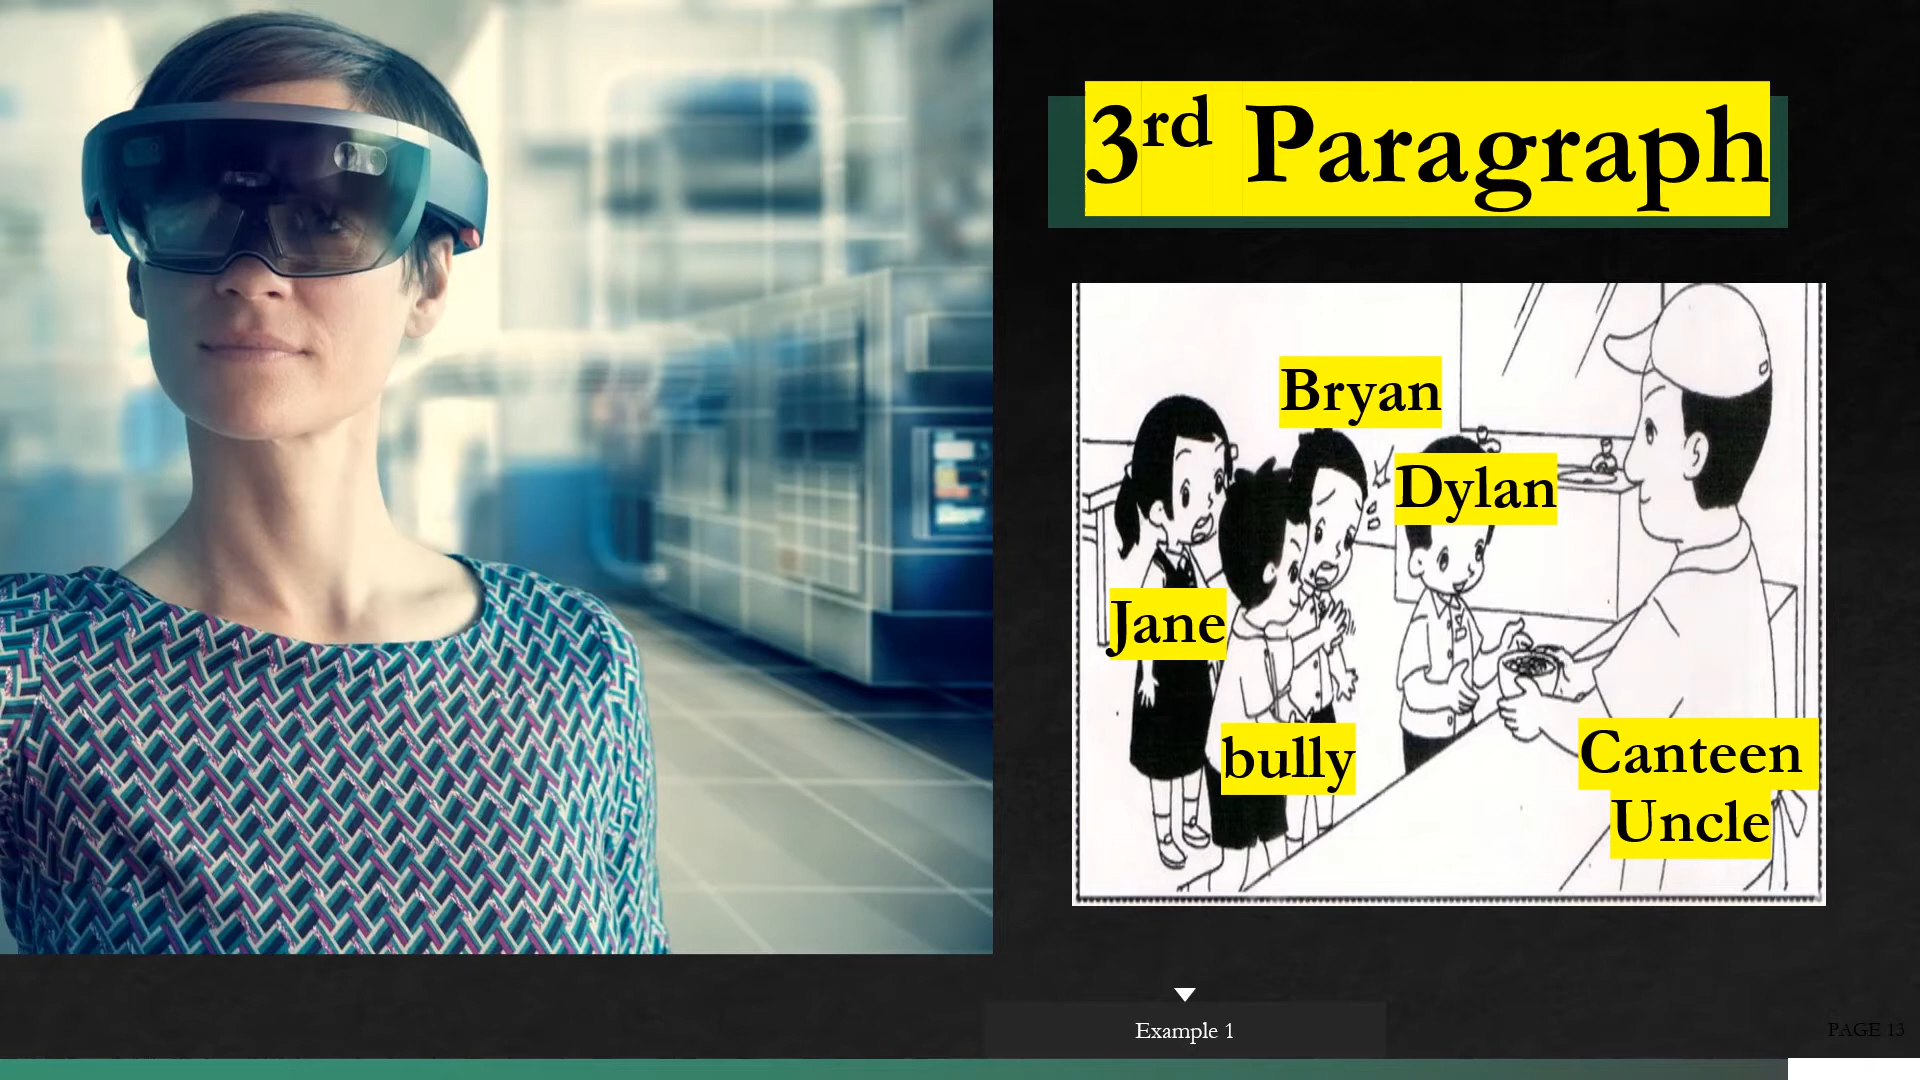 3rd Paragraph
Bryan
Dylan
Jane
bully
Canteen
Uncle
Example 1
PAGE 13